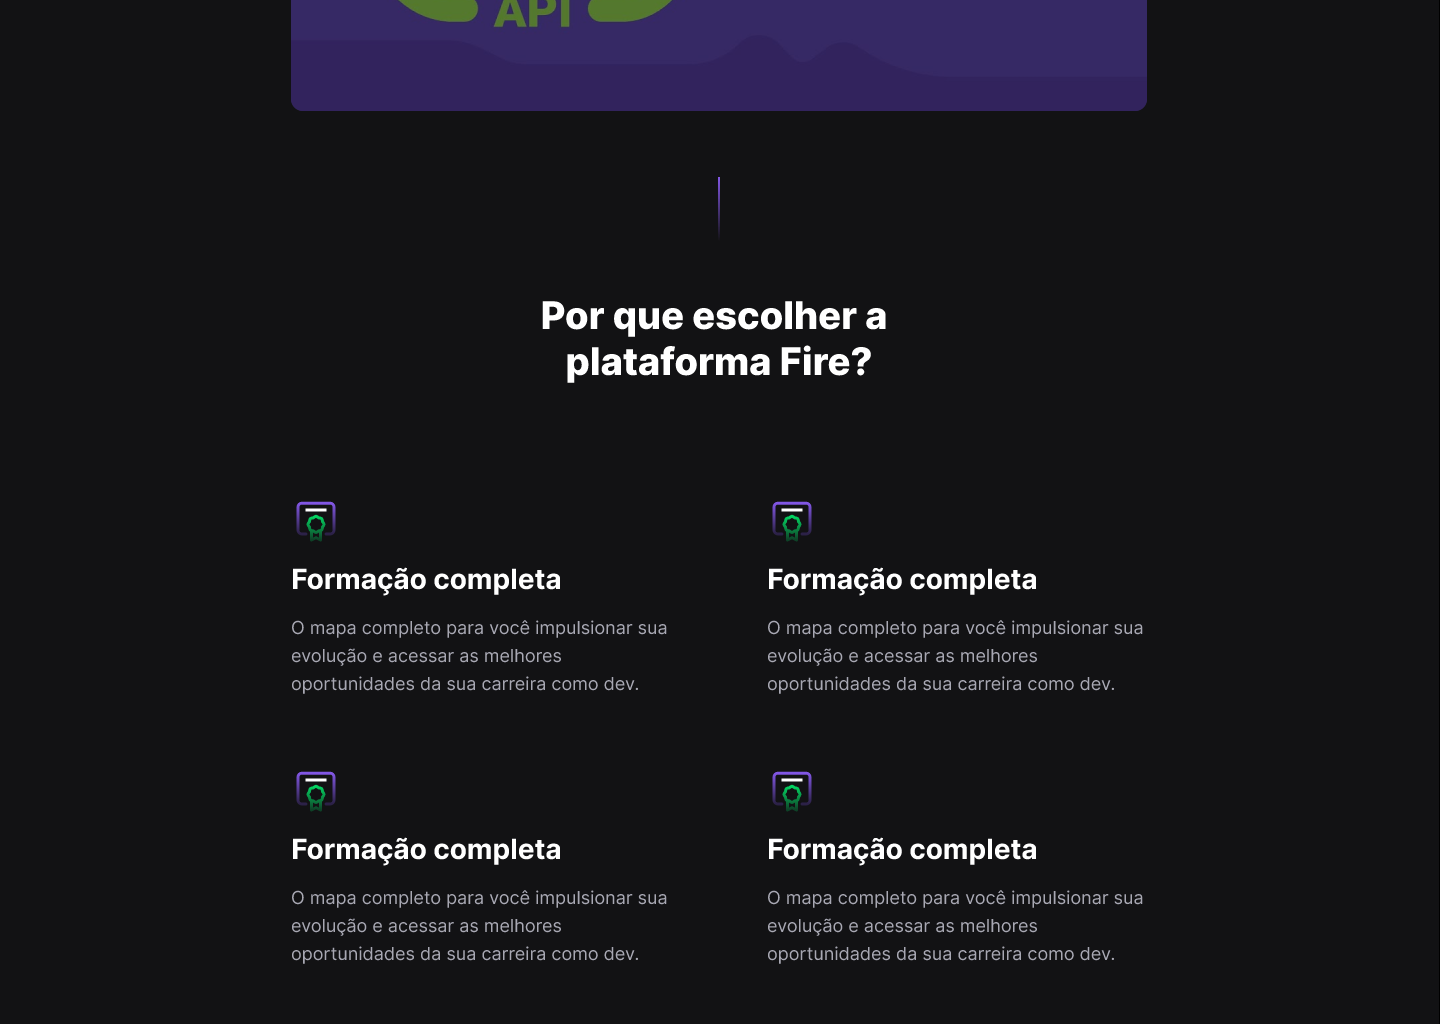 API
Por que escolher a
plataforma Fire?
Formação completa
O mapa completo para você impulsionar sua
evolução e acessar as melhores
oportunidades da sua carreira como dev.
Formação completa
O mapa completo para você impulsionar sua
evolução e acessar as melhores
oportunidades da sua carreira como dev.
Formação completa
O mapa completo para você impulsionar sua
evolução e acessar as melhores
oportunidades da sua carreira como dev.
Formação completa
O mapa completo para você impulsionar sua
evolução e acessar as melhores
oportunidades da sua carreira como dev.